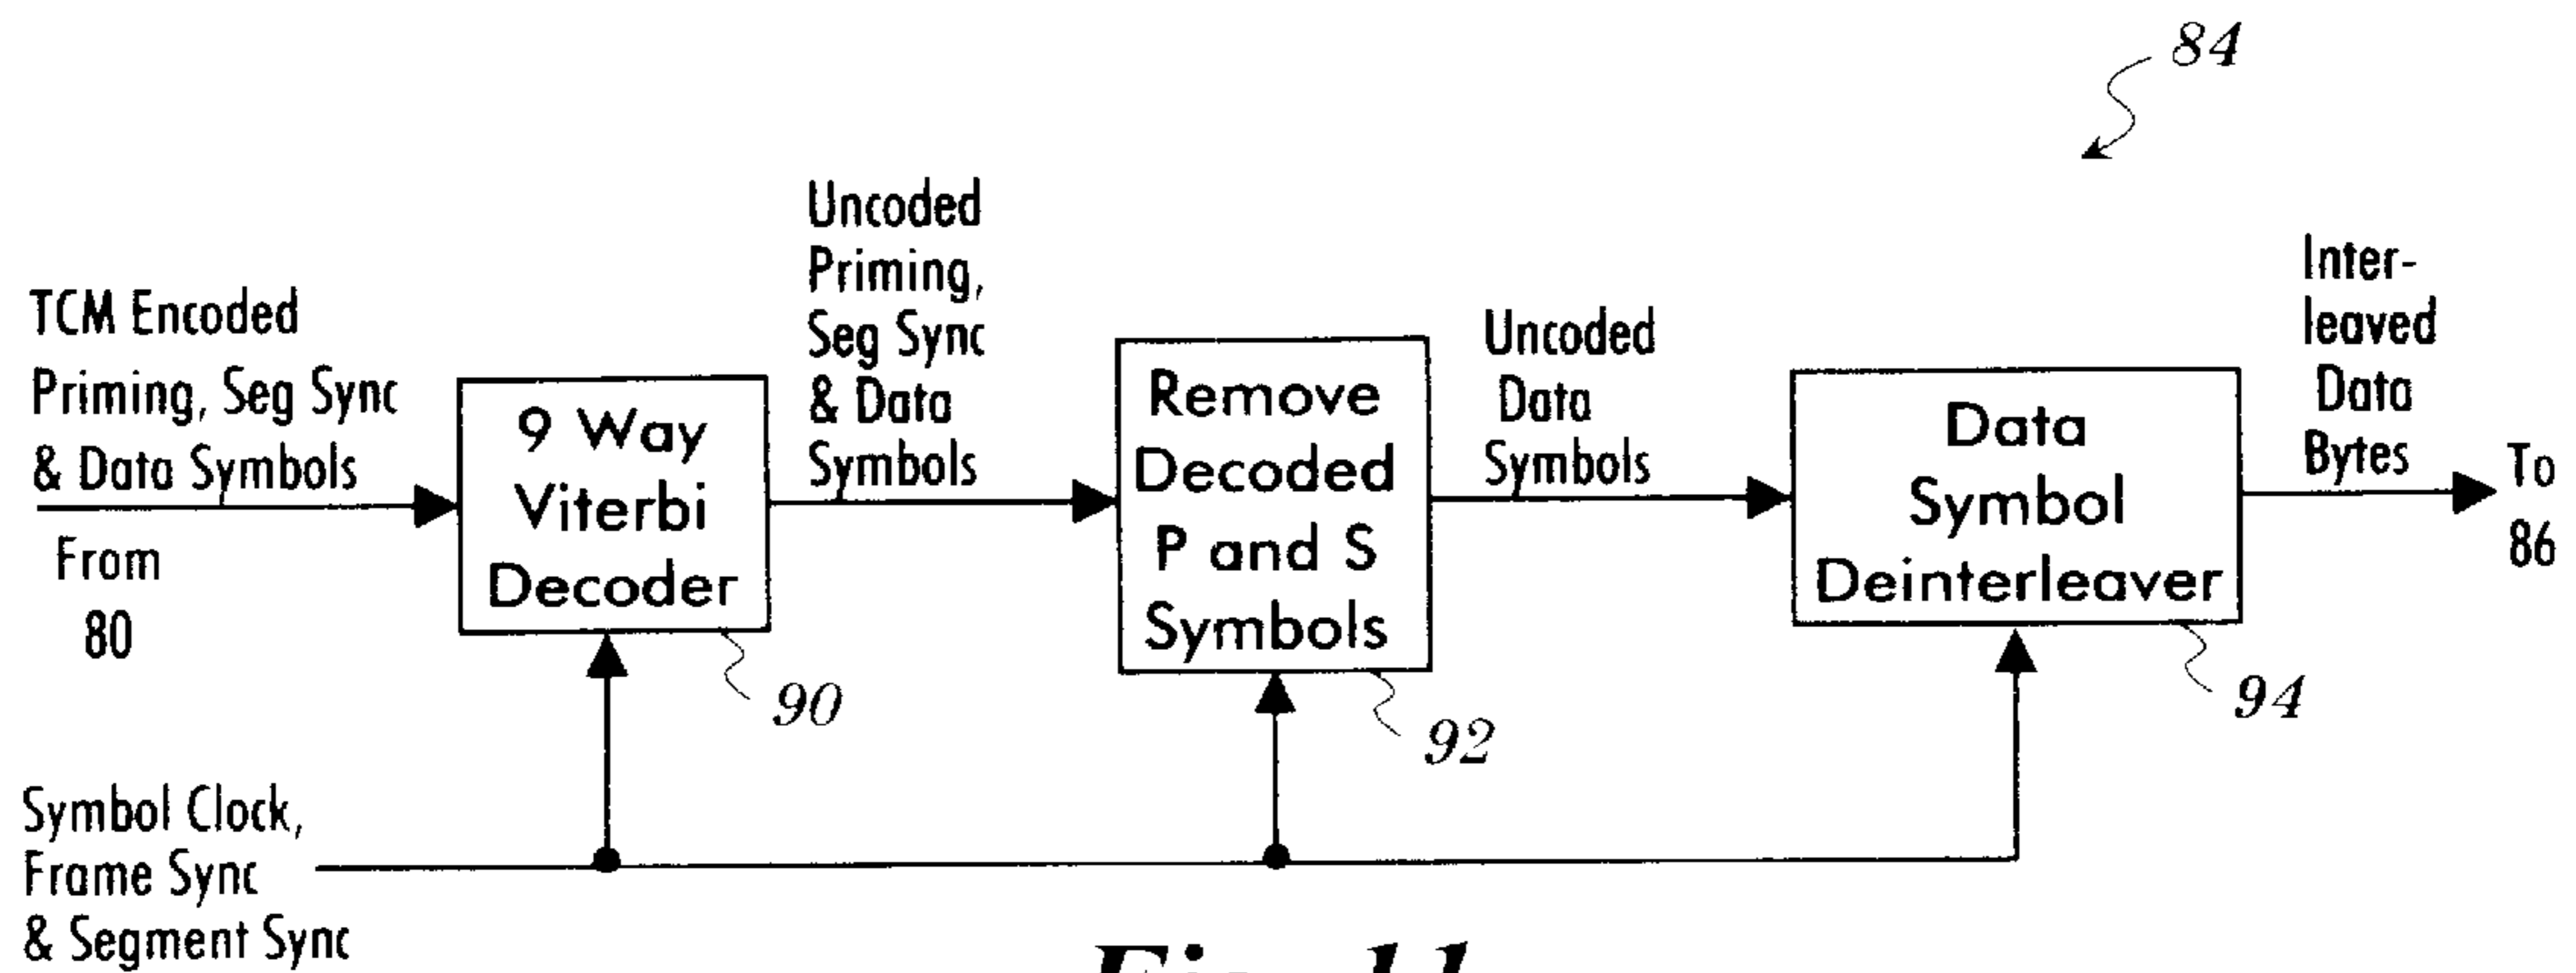 84
TCM Encoded
Priming, Seg Sync
& Data Symbols
From
80
9 Way
Viterbi
Decoder
90
Uncoded
Priming,
Seg Sync
& Data
Symbols
Remove
Decoded
P and S
Symbols
92
Uncoded
Data
Symbols
Data
Symbol
Deinterleaver
94
Inter-
leaved
Data
Bytes
To
86
Symbol Clock,
Frame Sync
& Segment Sync